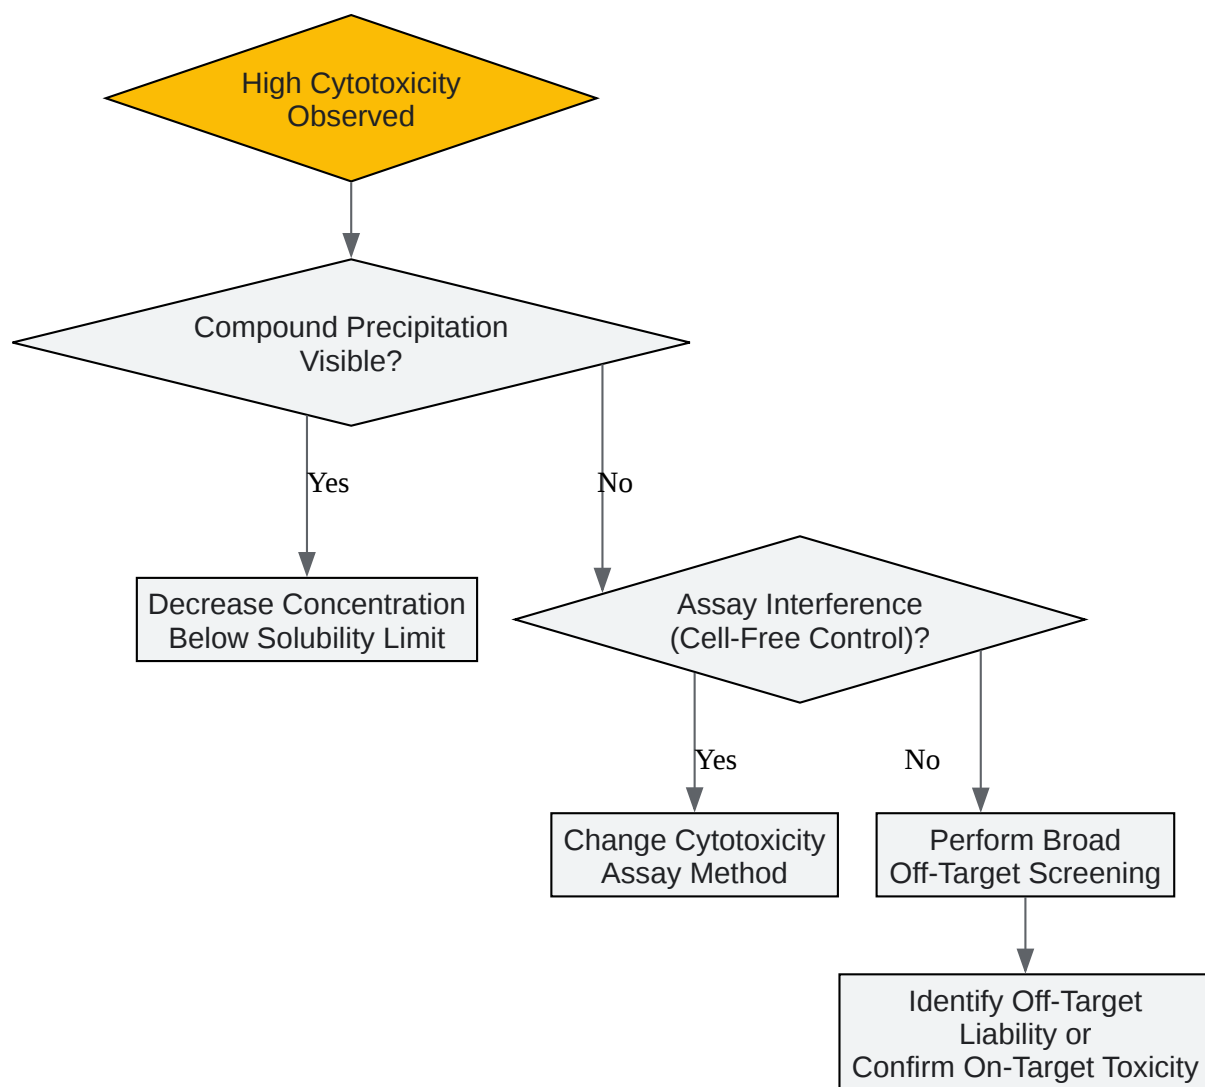 High Cytotoxicity
Observed
Compound Precipitation
Visible?
Yes
No
Decrease Concentration
Below Solubility Limit
Assay Interference
(Cell-Free Control)?
Yes
No
Change Cytotoxicity
Assay Method
Perform Broad
Off-Target Screening
Identify Off-Target
Liability or
Confirm On-Target Toxicity